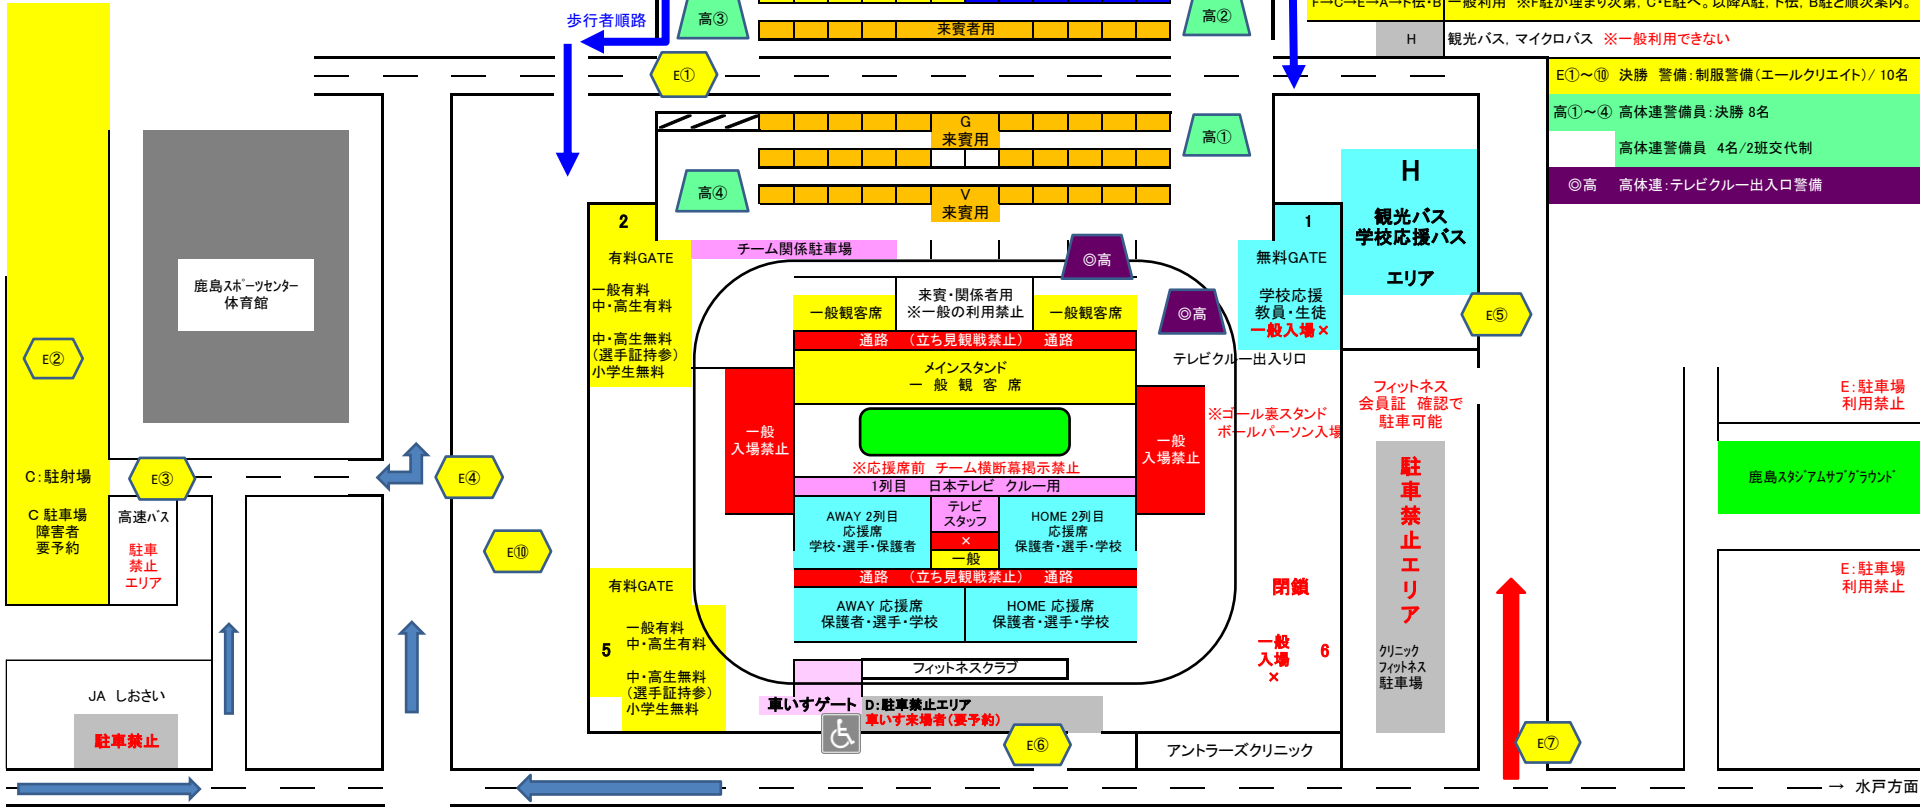 歩行者順路
高③
来賓者用
高②
F→C→E→A→ト伝・B
一般利用 ※F駐が埋まり次第, C・E駐へ。以降A駐, ト伝, B駐と順次案内。
H
観光バス, マイクロバス ※一般利用できない
E①
E①～⑩ 決勝 警備:制服警備(エールクリエイト)/10名
高①～④ 高体連警備員:決勝 8名
高体連警備員 4名/2班交代制
◎高 高体連:テレビクルー出入口警備
G
来賓用
高①
高④
V
来賓用
H
観光バス
学校応援バス
エリア
2
有料GATE
一般有料
中・高生有料
中・高生無料
(選手証持参)
小学生無料
チーム関係駐車場
◎高
◎高
1
無料GATE
学校応援
教員・生徒
一般入場×
テレビクルー出入り口
鹿島スポーツセンター
体育館
E②
E⑤
一般観客席
来賓・関係者用
※一般の利用禁止
一般観客席
通路 (立ち見観戦禁止) 通路
メインスタンド
一 般 観 客 席
一般
入場禁止
一般
入場禁止
※ゴール裏スタンド
ボールパーソン入場
フィットネス
会員証 確認で
駐車可能
E:駐車場
利用禁止
※応援席前 チーム横断幕掲示禁止
1列目 日本テレビ クルー用
AWAY 2列目
応援席
学校・選手・保護者
テレビ
スタッフ
×
一般
HOME 2列目
応援席
保護者・選手・学校
通路 (立ち見観戦禁止) 通路
AWAY 応援席
保護者・選手・学校
HOME 応援席
保護者・選手・学校
C:駐射場
C 駐車場
障害者
要予約
E③
E④
高速バス
駐車
禁止
エリア
E⑩
駐車禁止エリア
鹿島スタジアムサブグラウンド
E:駐車場
利用禁止
有料GATE
5
一般有料
中・高生有料
中・高生無料
(選手証持参)
小学生無料
閉鎖
一般
入場
×
6
クリニック
フィットネス
駐車場
フィットネスクラブ
車いすゲート
D:駐車禁止エリア
車いす来場者(要予約)
JA しおさい
駐車禁止
E⑥
アントラーズクリニック
E⑦
→ 水戸方面